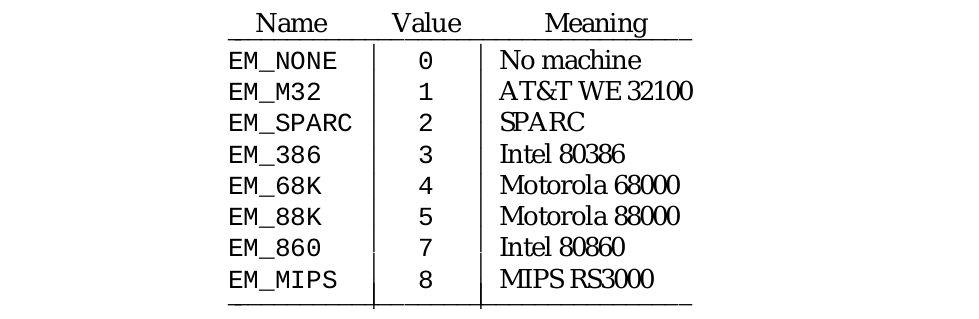 Name Value Meaning
EM_NONE 0 No machine
EM_M32 1 AT&T WE 32100
EM_SPARC 2 SPARC
EM_386 3 Intel 80386
EM_68K 4 Motorola 68000
EM_88K 5 Motorola 88000
EM_860 7 Intel 80860
EM_MIPS 8 MIPS RS3000